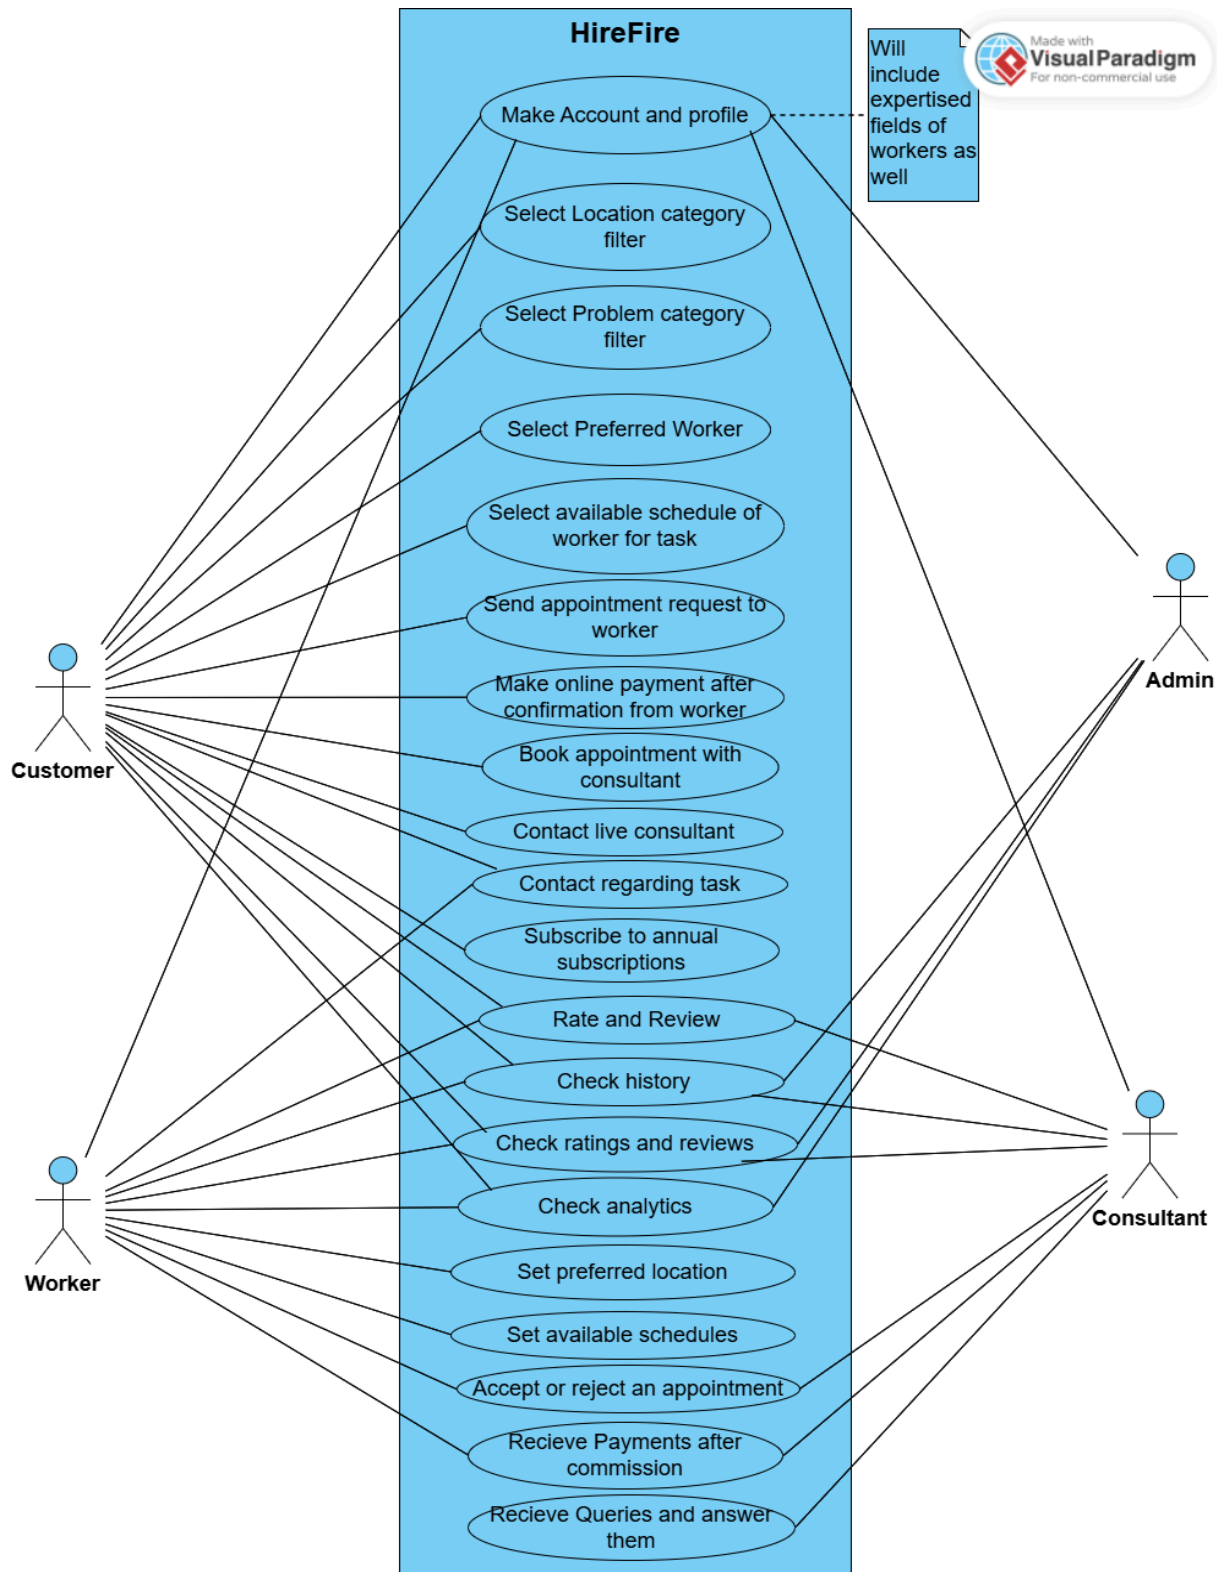 HireFire
Made with
Visual Paradigm
For non-commercial use
Will
include
expertised
fields of
workers as
well
Make Account and profile
Select Location category
filter
Select Problem category
filter
Select Preferred Worker
Select available schedule of
worker for task
Send appointment request to
worker
Make online payment after
confirmation from worker
Book appointment with
consultant
Contact live consultant
Contact regarding task
Subscribe to annual
subscriptions
Rate and Review
Check history
Check ratings and reviews
Check analytics
Set preferred location
Set available schedules
Accept or reject an appointment
Recieve Payments after
commission
Recieve Queries and answer
them
Customer
Worker
Admin
Consultant